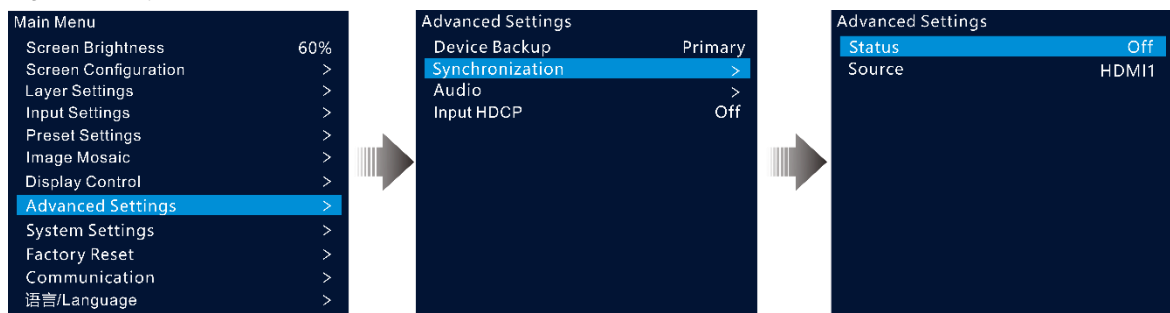 Main Menu
Screen Brightness 60%
Screen Configuration >
Layer Settings >
Input Settings >
Preset Settings >
Image Mosaic >
Display Control >
Advanced Settings >
System Settings >
Factory Reset >
Communication >
语言/Language >
Advanced Settings
Device Backup Primary
Synchronization >
Audio >
Input HDCP Off
Advanced Settings
Status Off
Source HDMI1